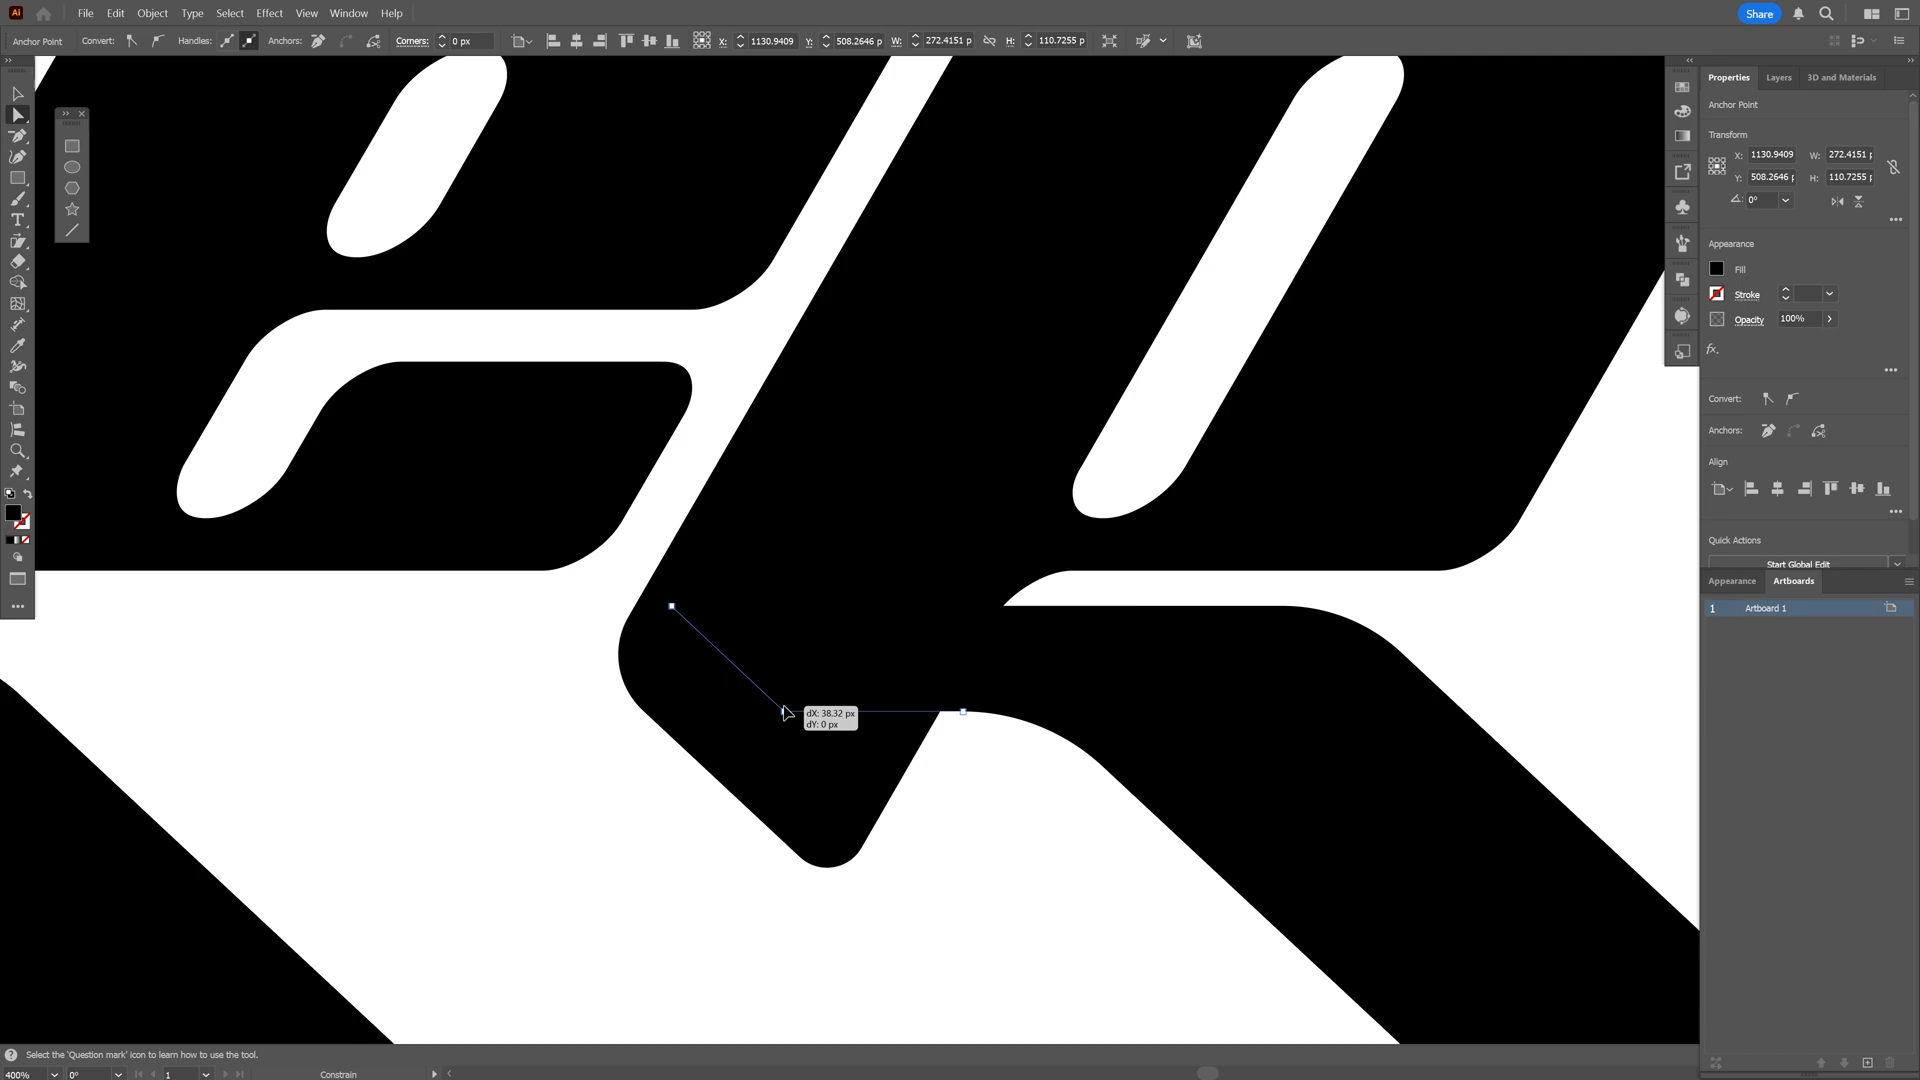 Ai File Edit Object Type Select Effect View Window Help Share
Anchor Point Convert: Handles: Anchors: Corners: 0 px X: 1130.9409 Y: 508.2646 p W: 272.4151 p H: 110.7255 p
Properties Layers 3D and Materials
Anchor Point
Transform
X: 1130.9409 W: 272.4151 p
Y: 508.2646 p H: 110.7255 p
0°
Appearance
Fill
Stroke
Opacity 100%
fx.
Convert:
Anchors:
Align
Quick Actions
Start Global Edit
Appearance Artboards
1 Artboard 1
dX: 38.32 px
dY: 0 px
Select the 'Question mark' icon to learn how to use the tool.
400% 0° 1 Constrain